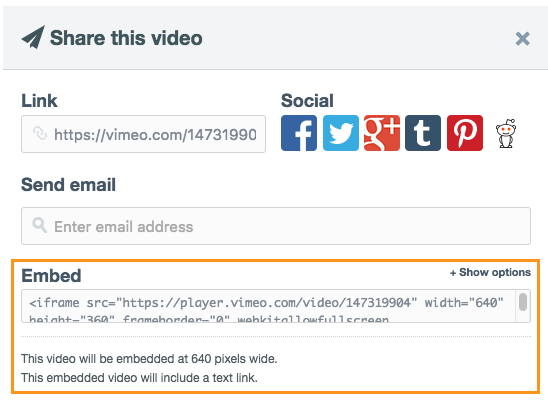 Share this video
×
Link
Social
https://vimeo.com/14731990
f
g+
t
Send email
Enter email address
Embed
+ Show options
<iframe src="https://player.vimeo.com/video/147319904" width="640"
height="360" frameborder="0" webkitallowfullscreen
This video will be embedded at 640 pixels wide.
This embedded video will include a text link.